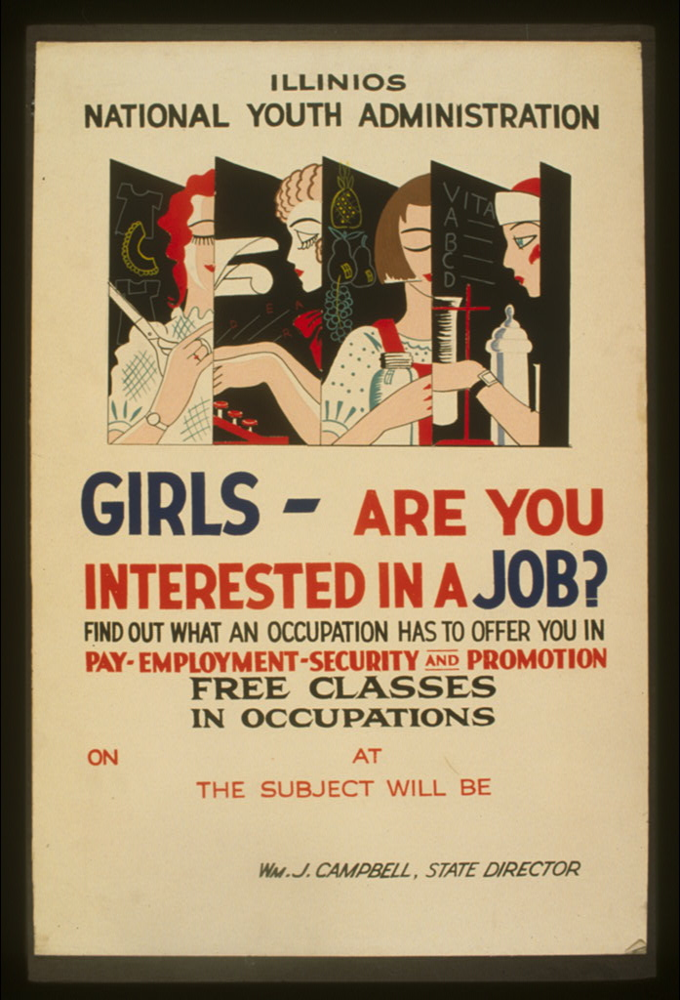 ILLINIOS
NATIONAL YOUTH ADMINISTRATION
VITA
A
B
C
D
DEA
R
GIRLS - ARE YOU
INTERESTED IN A JOB?
FIND OUT WHAT AN OCCUPATION HAS TO OFFER YOU IN
PAY-EMPLOYMENT-SECURITY AND PROMOTION
FREE CLASSES
IN OCCUPATIONS
ON AT
THE SUBJECT WILL BE
WM. J. CAMPBELL, STATE DIRECTOR